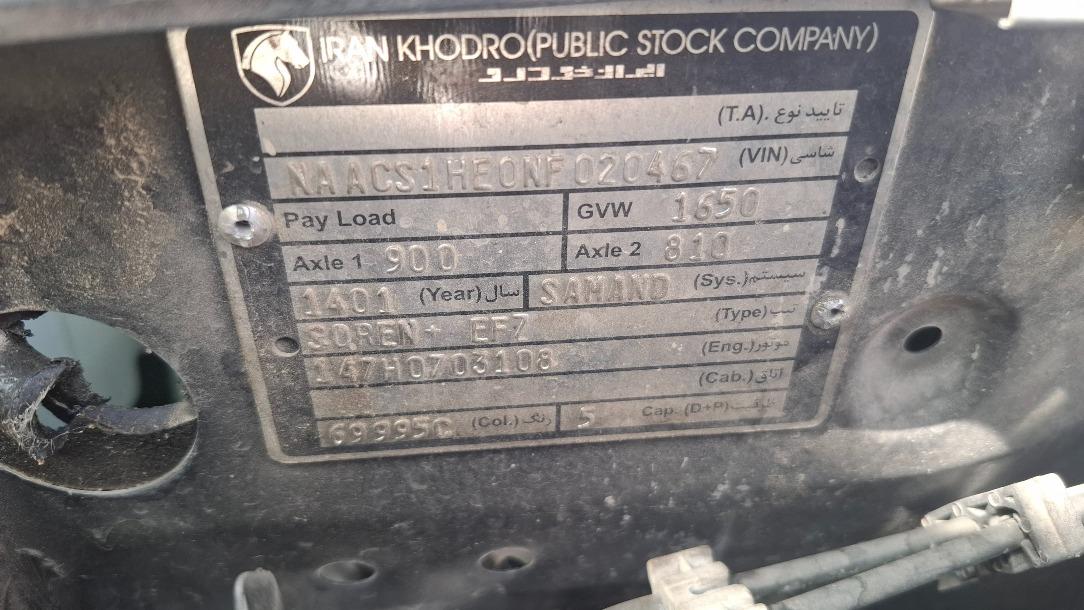 IRAN KHODRO(PUBLIC STOCK COMPANY)
ایران خودرو
تایید نوع .(T.A)
NAACS1HE0NF020467 (VIN) شاسی
Pay Load GVW 1650
Axle 1 900 Axle 2 810
1401 (Year) سال SAMAND (Sys.) سیستم
SOREN+ EFZ (Type) تیپ
147H0703108 (Eng.) موتور
(Cab.) اتاق
69995C (Col.) رنگ 5 Cap. (D+P) ظرفیت